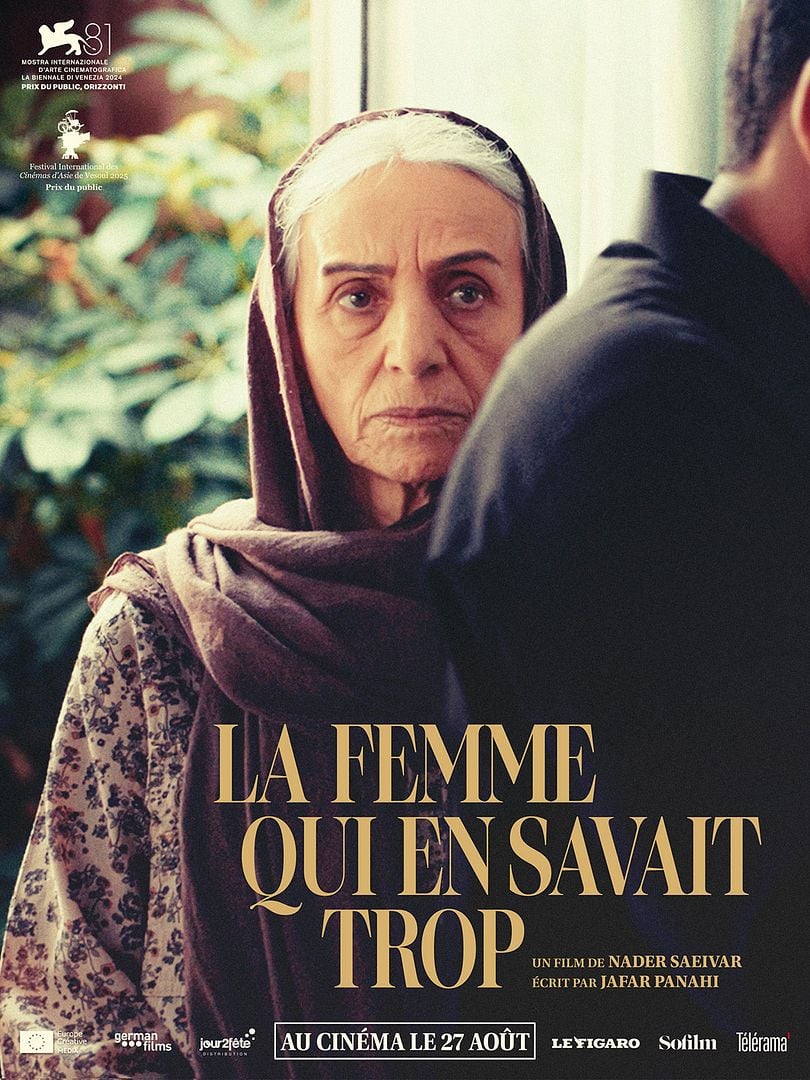 81
MOSTRA INTERNAZIONALE
D'ARTE CINEMATOGRAFICA
LA BIENNALE DI VENEZIA 2024
PRIX DU PUBLIC, ORIZZONTI
Festival International des
Cinémas d'Asie de Vesoul 2025
Prix du public
LA FEMME
QUI EN SAVAIT
TROP
UN FILM DE NADER SAEIVAR
ÉCRIT PAR JAFAR PANAHI
Europe
Créative
MEDIA
german
films
jour2fête
DISTRIBUTION
AU CINÉMA LE 27 AOÛT
LE FIGARO
Sofilm
Télérama'